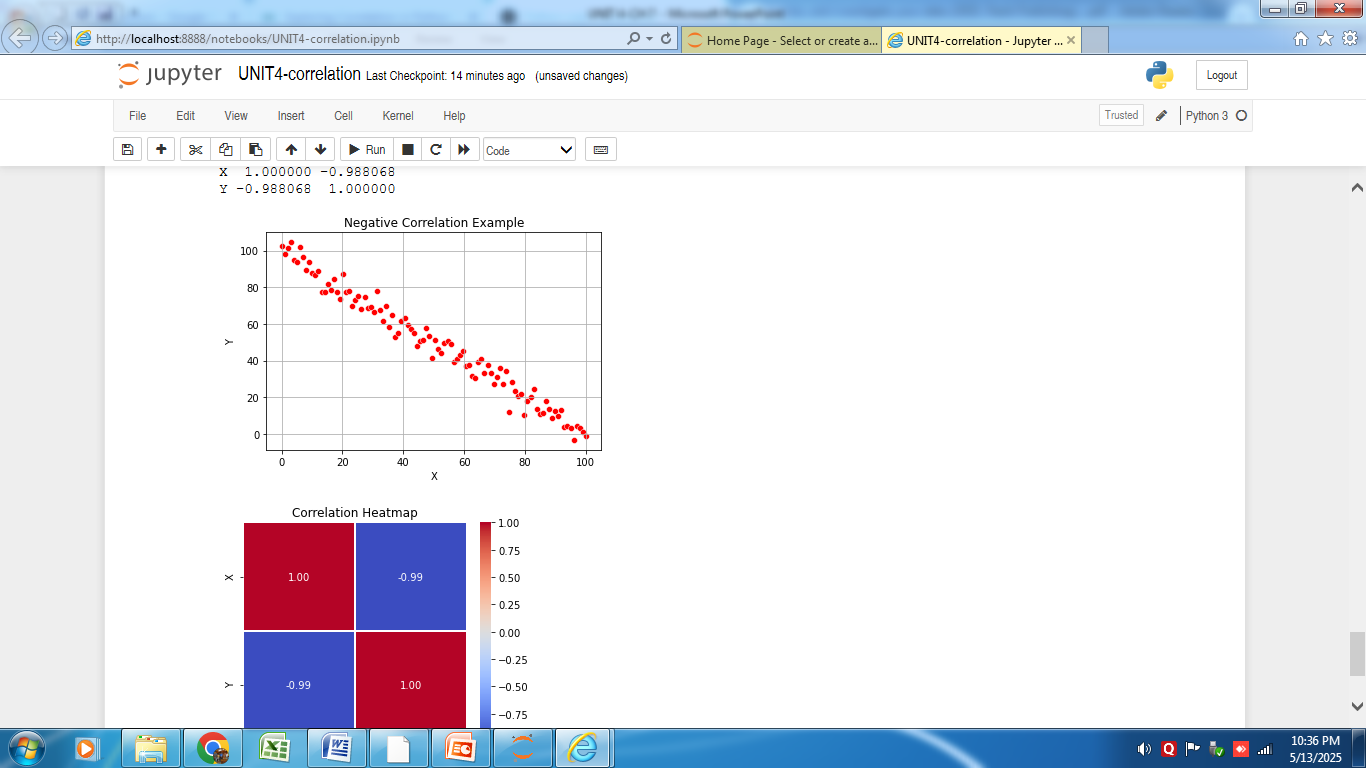 http://localhost:8888/notebooks/UNIT4-correlation.ipynb
Home Page - Select or create a...
UNIT4-correlation - Jupyter ...
jupyter UNIT4-correlation Last Checkpoint: 14 minutes ago (unsaved changes)
Logout
File Edit View Insert Cell Kernel Help
Trusted
Python 3
Run
Code
X 1.000000 -0.988068
Y -0.988068 1.000000
Negative Correlation Example
100
80
60
40
20
0
Y
0 20 40 60 80 100
X
Correlation Heatmap
X
1.00 -0.99
Y
-0.99 1.00
1.00
0.75
0.50
0.25
0.00
−0.25
−0.50
−0.75
10:36 PM
5/13/2025